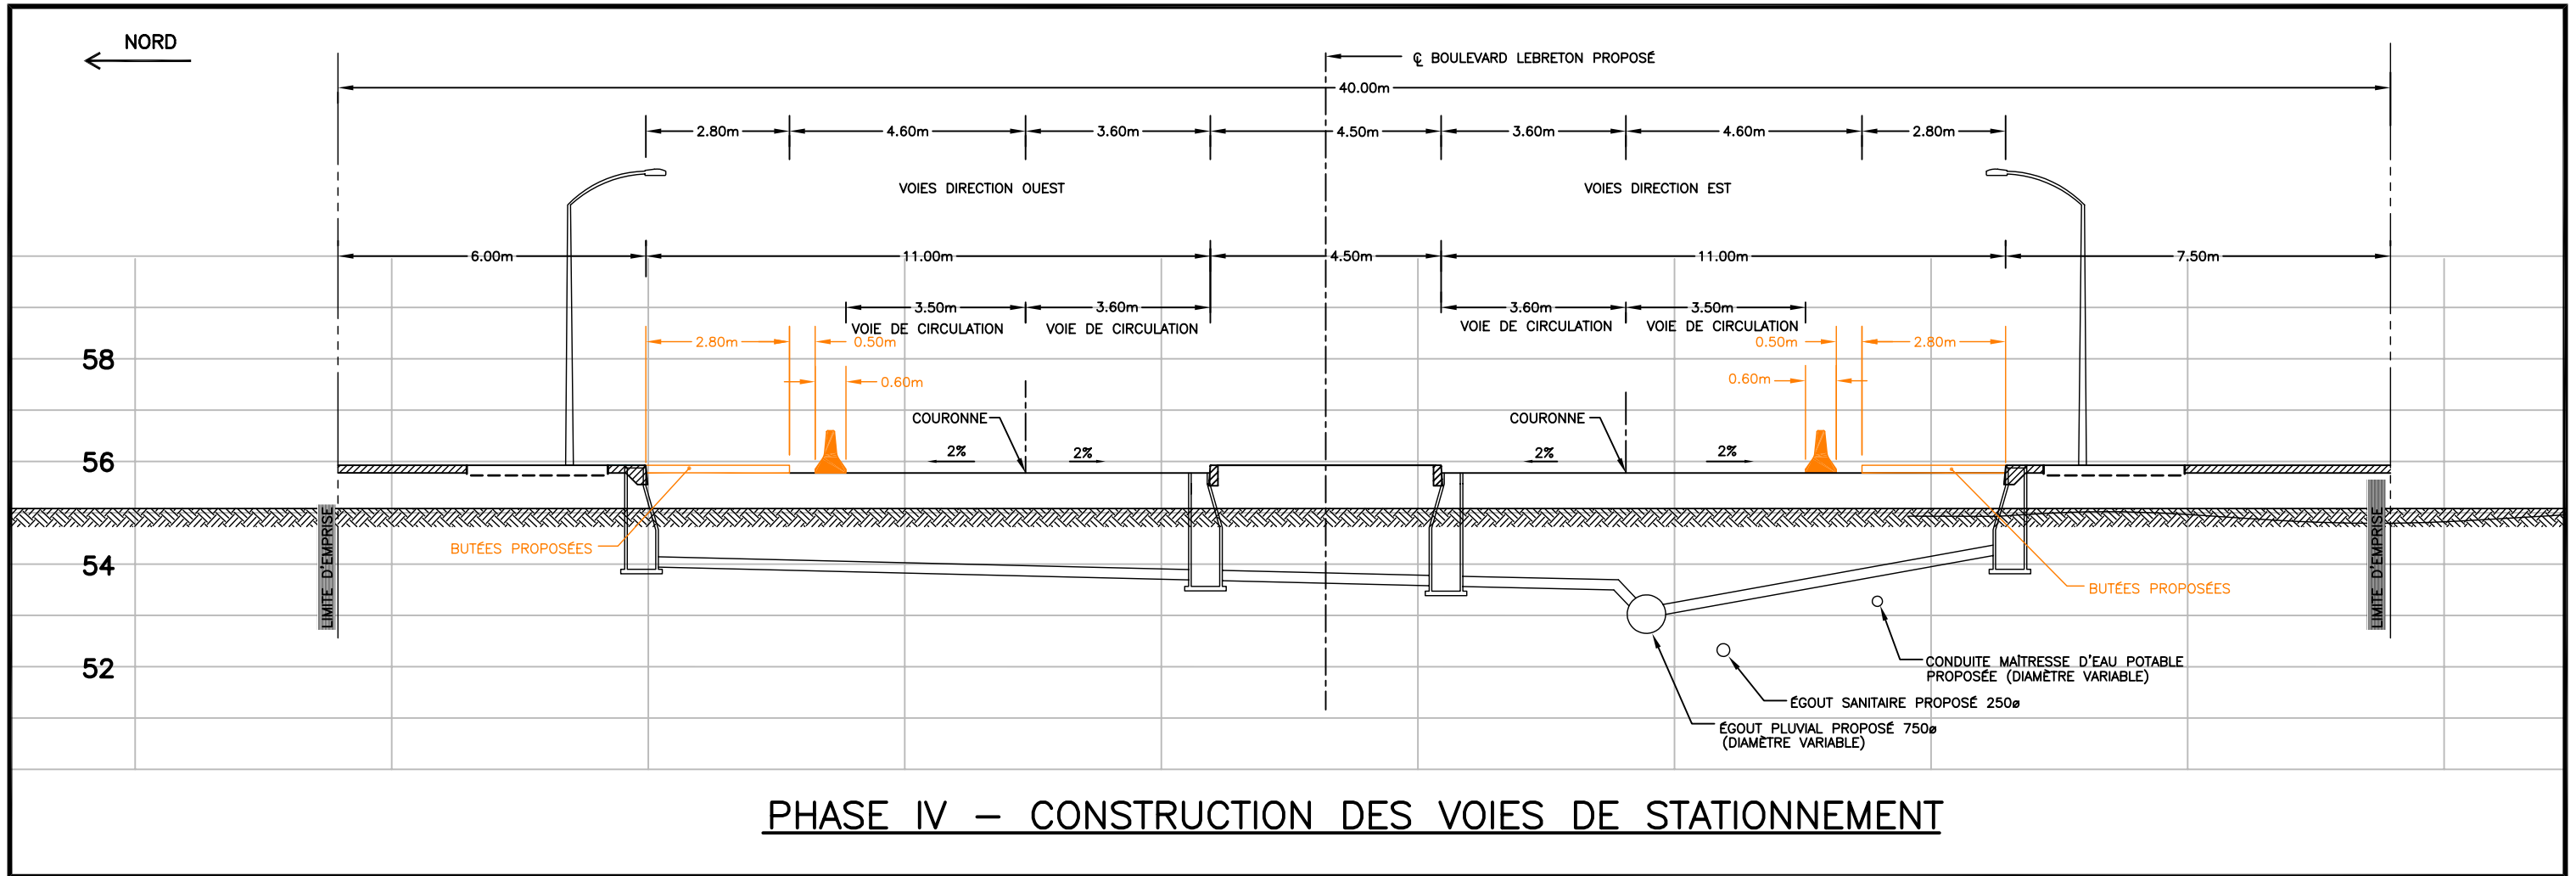 NORD
℄ BOULEVARD LEBRETON PROPOSÉ
40.00m
2.80m 4.60m 3.60m 4.50m 3.60m 4.60m 2.80m
VOIES DIRECTION OUEST VOIES DIRECTION EST
6.00m 11.00m 4.50m 11.00m 7.50m
3.50m 3.60m 3.60m 3.50m
VOIE DE CIRCULATION VOIE DE CIRCULATION VOIE DE CIRCULATION VOIE DE CIRCULATION
2.80m 0.50m 0.50m 2.80m
58
0.60m 0.60m
COURONNE COURONNE
2% 2% 2% 2%
56
BUTÉES PROPOSÉES
54
LIMITE D'EMPRISE
LIMITE D'EMPRISE
BUTÉES PROPOSÉES
52
CONDUITE MAÎTRESSE D'EAU POTABLE
PROPOSÉE (DIAMÈTRE VARIABLE)
ÉGOUT SANITAIRE PROPOSÉ 250ø
ÉGOUT PLUVIAL PROPOSÉ 750ø
(DIAMÈTRE VARIABLE)
PHASE IV – CONSTRUCTION DES VOIES DE STATIONNEMENT